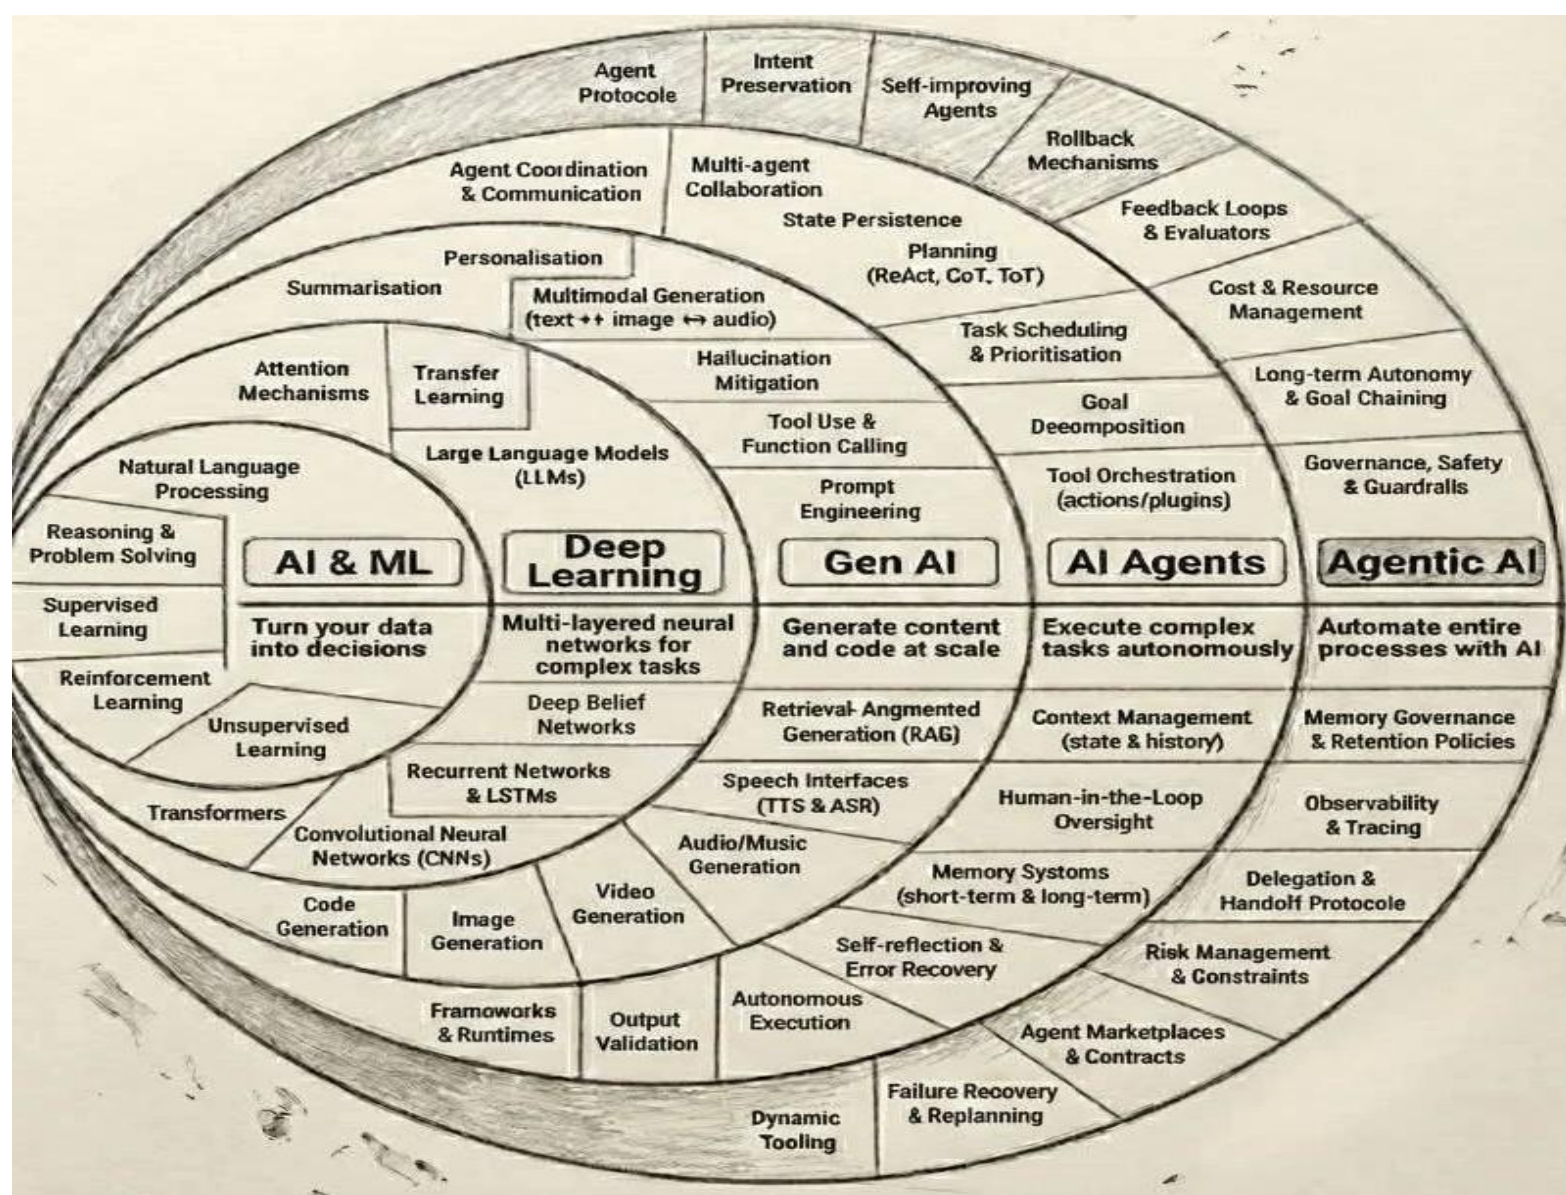 Agent
Protocole
Intent
Preservation
Self-improving
Agents
Rollback
Mechanisms
Agent Coordination
& Communication
Multi-agent
Collaboration
State Persistence
Planning
(ReAct, CoT, ToT)
Feedback Loops
& Evaluators
Personalisation
Summarisation
Multimodal Generation
(text ++ image ↔ audio)
Cost & Resource
Management
Task Scheduling
& Prioritisation
Hailucination
Mitigation
Attention
Mechanisms
Transfer
Learning
Long-term Autonomy
& Goal Chaining
Goal
Deeomposition
Tool Use &
Function Calling
Large Language Models
(LLMs)
Natural Language
Processing
Governance, Safety
& Guardralls
Tool Orchestration
(actions/plugins)
Prompt
Engineering
Reasoning &
Problem Solving
AI & ML
Deep
Learning
Gen AI
AI Agents
Agentic AI
Supervised
Learning
Turn your data
into decisions
Multi-layered neural
networks for
complex tasks
Generate content
and code at scale
Execute complex
tasks autonomously
Automate entire
processes with AI
Reinforcement
Learning
Unsupervised
Learning
Deep Belief
Networks
Retrieval-Angmented
Generation (RAG)
Context Management
(state & history)
Memory Governance
& Retention Policies
Recurrent Networks
& LSTMs
Speech Interfaces
(TTS & ASR)
Human-in-the-Loop
Oversight
Observability
& Tracing
Transformers
Convolutional Neural
Networks (CNNs)
Audio/Music
Generation
Memory Systoms
(short-term & long-term)
Delegation &
Handolf Protocole
Code
Generation
Image
Generation
Video
Generation
Self-reflection &
Error Recovery
Risk Management
& Constraints
Framoworks
& Runtimes
Output
Validation
Autonomous
Execution
Agent Marketplaces
& Contracts
Dynamic
Tooling
Failure Recovery
& Replanning